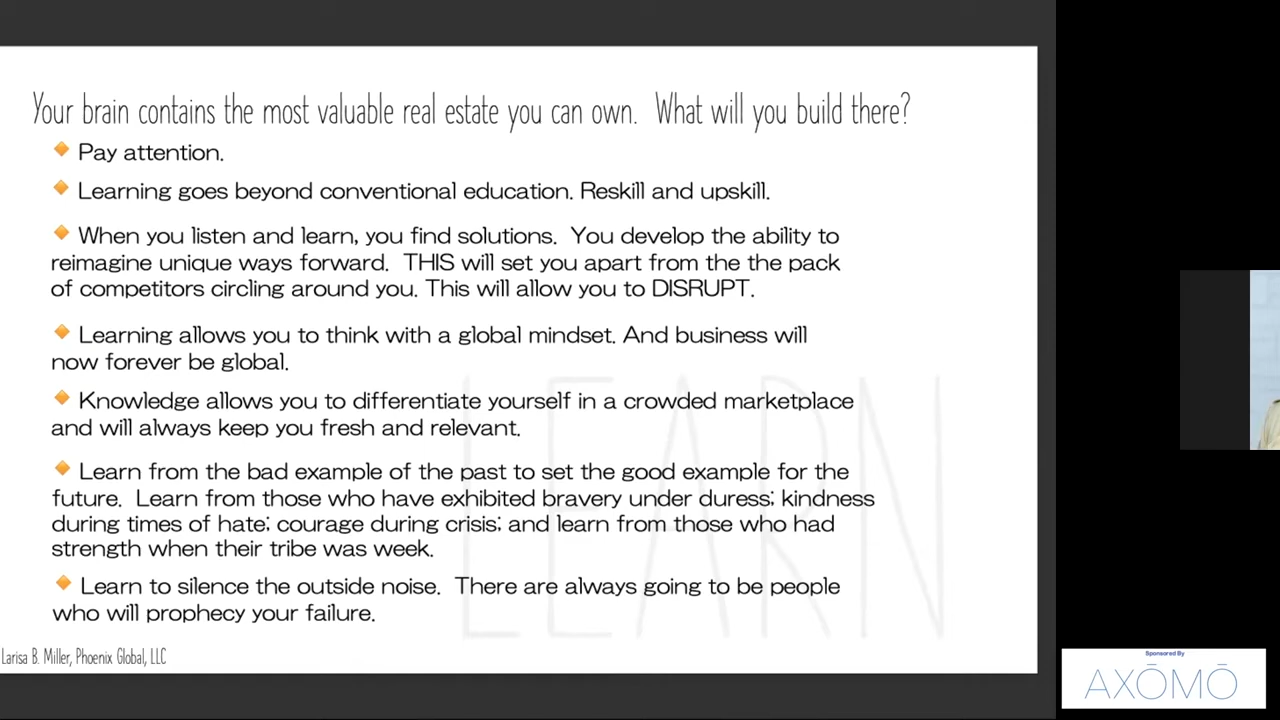 Your brain contains the most valuable real estate you can own. What will you build there?
🔸 Pay attention.
🔸 Learning goes beyond conventional education. Reskill and upskill.
🔸 When you listen and learn, you find solutions. You develop the ability to
reimagine unique ways forward. THIS will set you apart from the the pack
of competitors circling around you. This will allow you to DISRUPT.
🔸 Learning allows you to think with a global mindset. And business will
now forever be global.
🔸 Knowledge allows you to differentiate yourself in a crowded marketplace
and will always keep you fresh and relevant.
🔸 Learn from the bad example of the past to set the good example for the
future. Learn from those who have exhibited bravery under duress; kindness
during times of hate; courage during crisis; and learn from those who had
strength when their tribe was week.
🔸 Learn to silence the outside noise. There are always going to be people
who will prophecy your failure.
LEARN
Larisa B. Miller, Phoenix Global, LLC
Sponsored By
AXŌMŌ